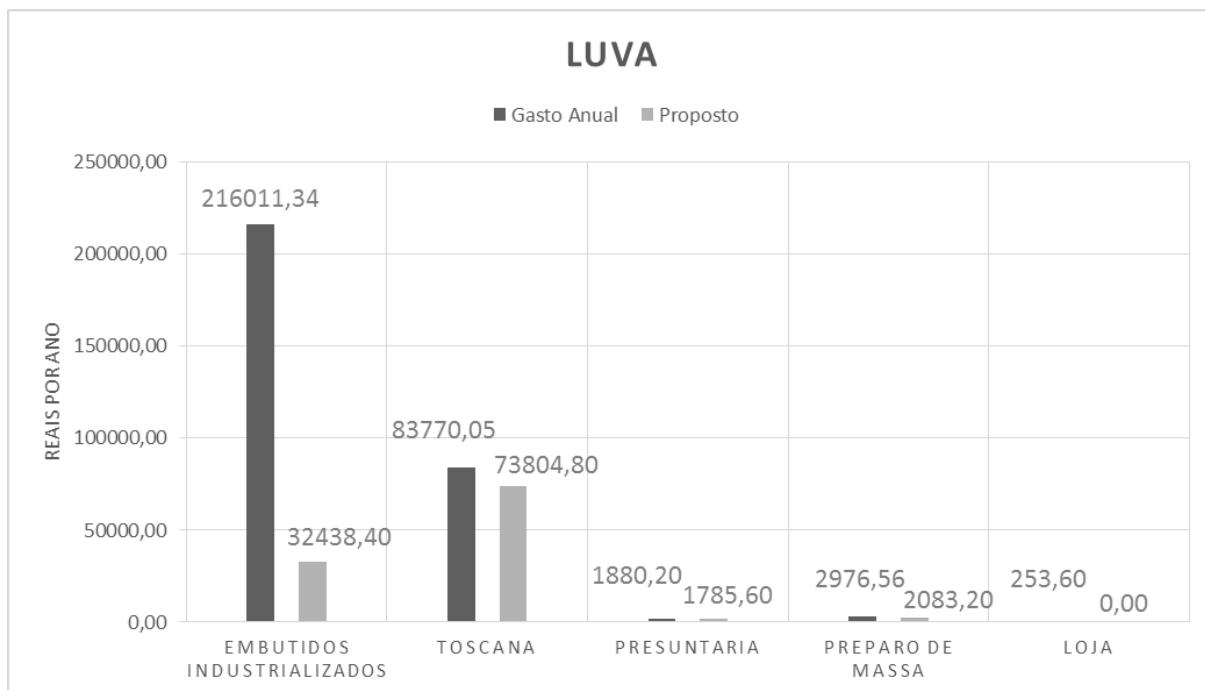 LUVA
Gasto Anual Proposto
REAIS POR ANO
250000,00
200000,00
150000,00
100000,00
50000,00
0,00
216011,34
32438,40
83770,05
73804,80
1880,20
1785,60
2976,56
2083,20
253,60
0,00
EMBUTIDOS
INDUSTRIALIZADOS
TOSCANA
PRESUNTARIA
PREPARO DE
MASSA
LOJA